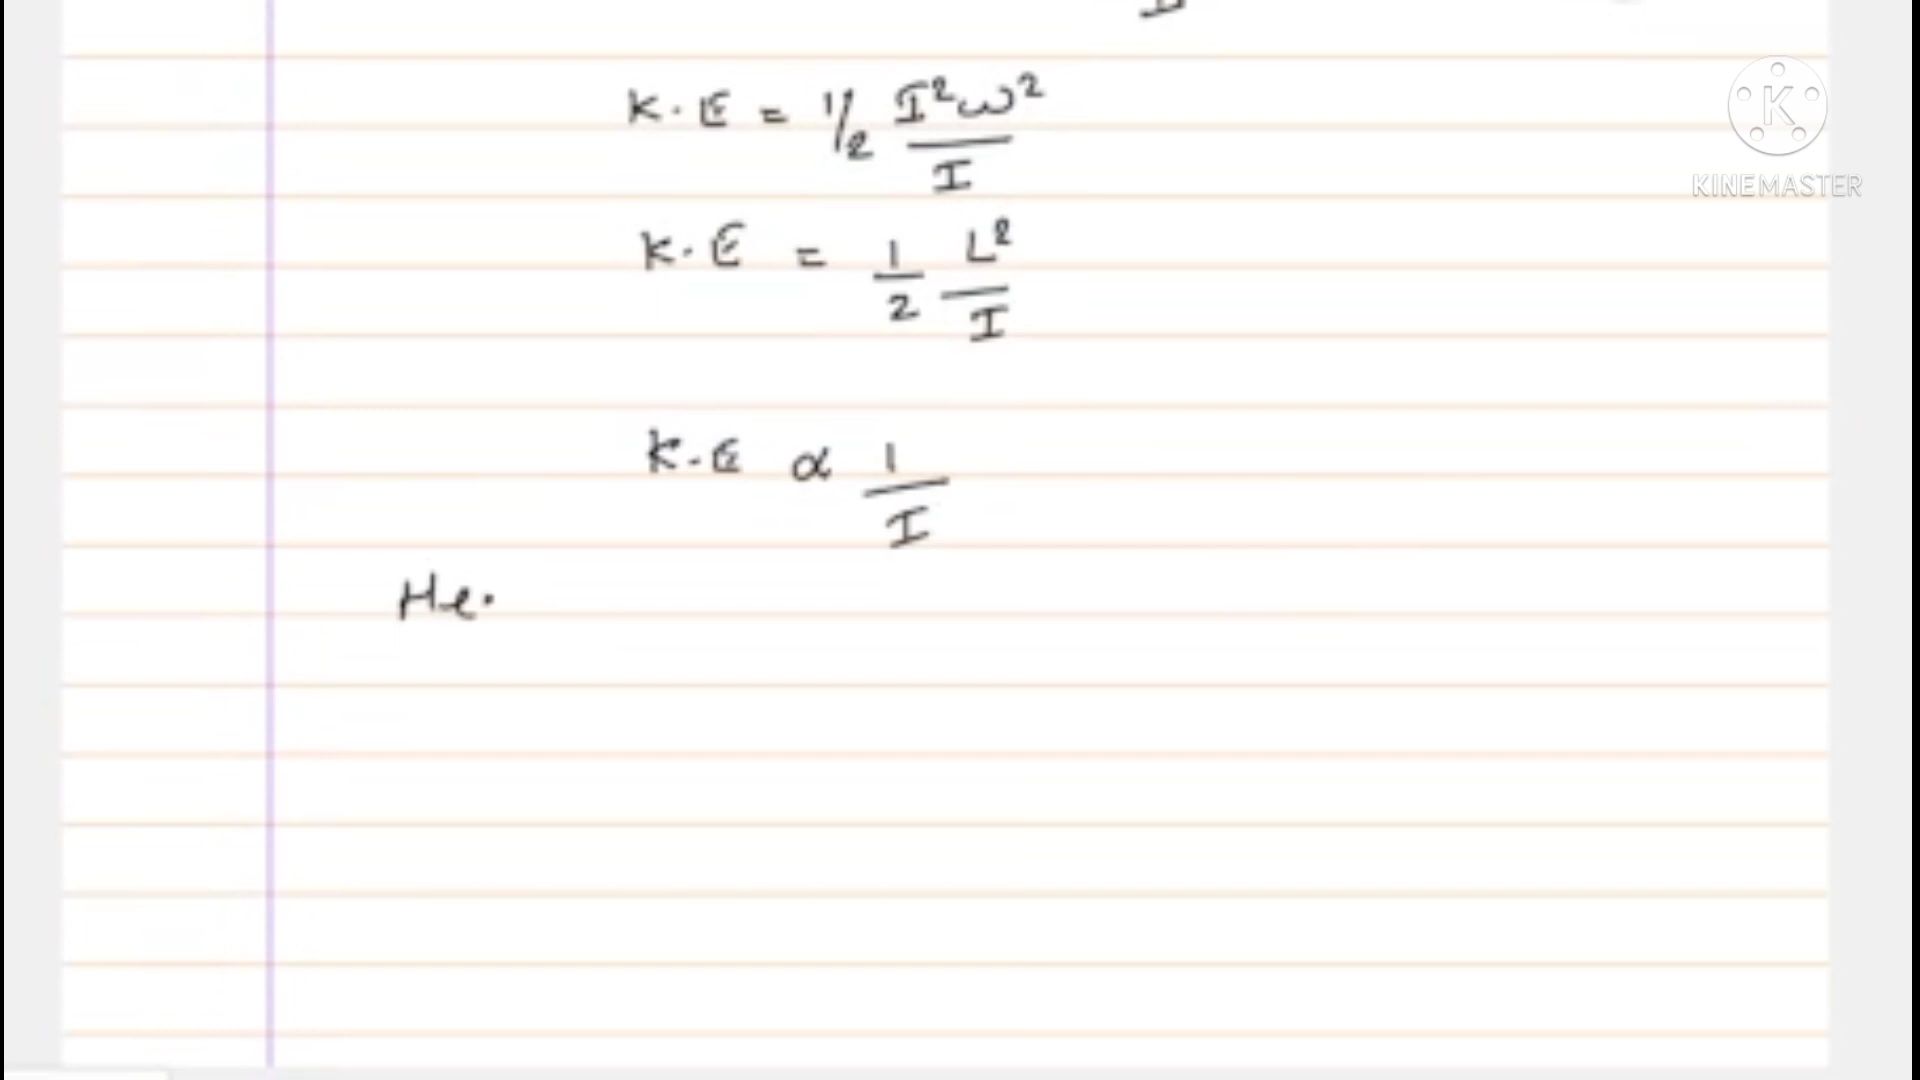 K.E = 1/2 I²ω²/I
KINEMASTER
K.E = 1/2 L²/I
K.E α 1/I
He.